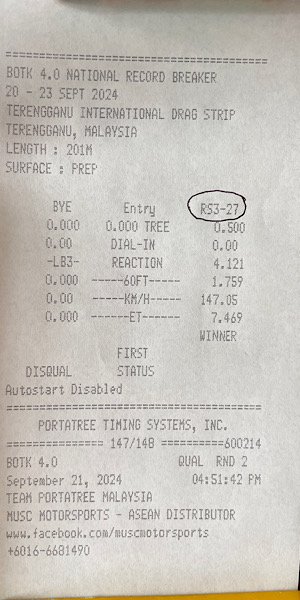 BOTK 4.0 NATIONAL RECORD BREAKER
20 - 23 SEPT 2024
TERENGGANU INTERNATIONAL DRAG STRIP
TERENGGANU, MALAYSIA
LENGTH : 201M
SURFACE : PREP
BYE Entry RS3-27
0.000 0.000 TREE 0.500
0.00 DIAL-IN 0.00
-LB3- REACTION 4.121
0.000 -----60FT------ 1.759
0.00 -----KM/H----- 147.05
0.000 ------ET------ 7.469
WINNER
FIRST
DISQUAL STATUS
Autostart Disabled
PORTATREE TIMING SYSTEMS, INC.
=============== 147/148 ==========600214
BOTK 4.0 QUAL RND 2
September 21, 2024 04:51:42 PM
TEAM PORTATREE MALAYSIA
MUSC MOTORSPORTS - ASEAN DISTRIBUTOR
www.facebook.com/muscmotorsports
+6016-6681490